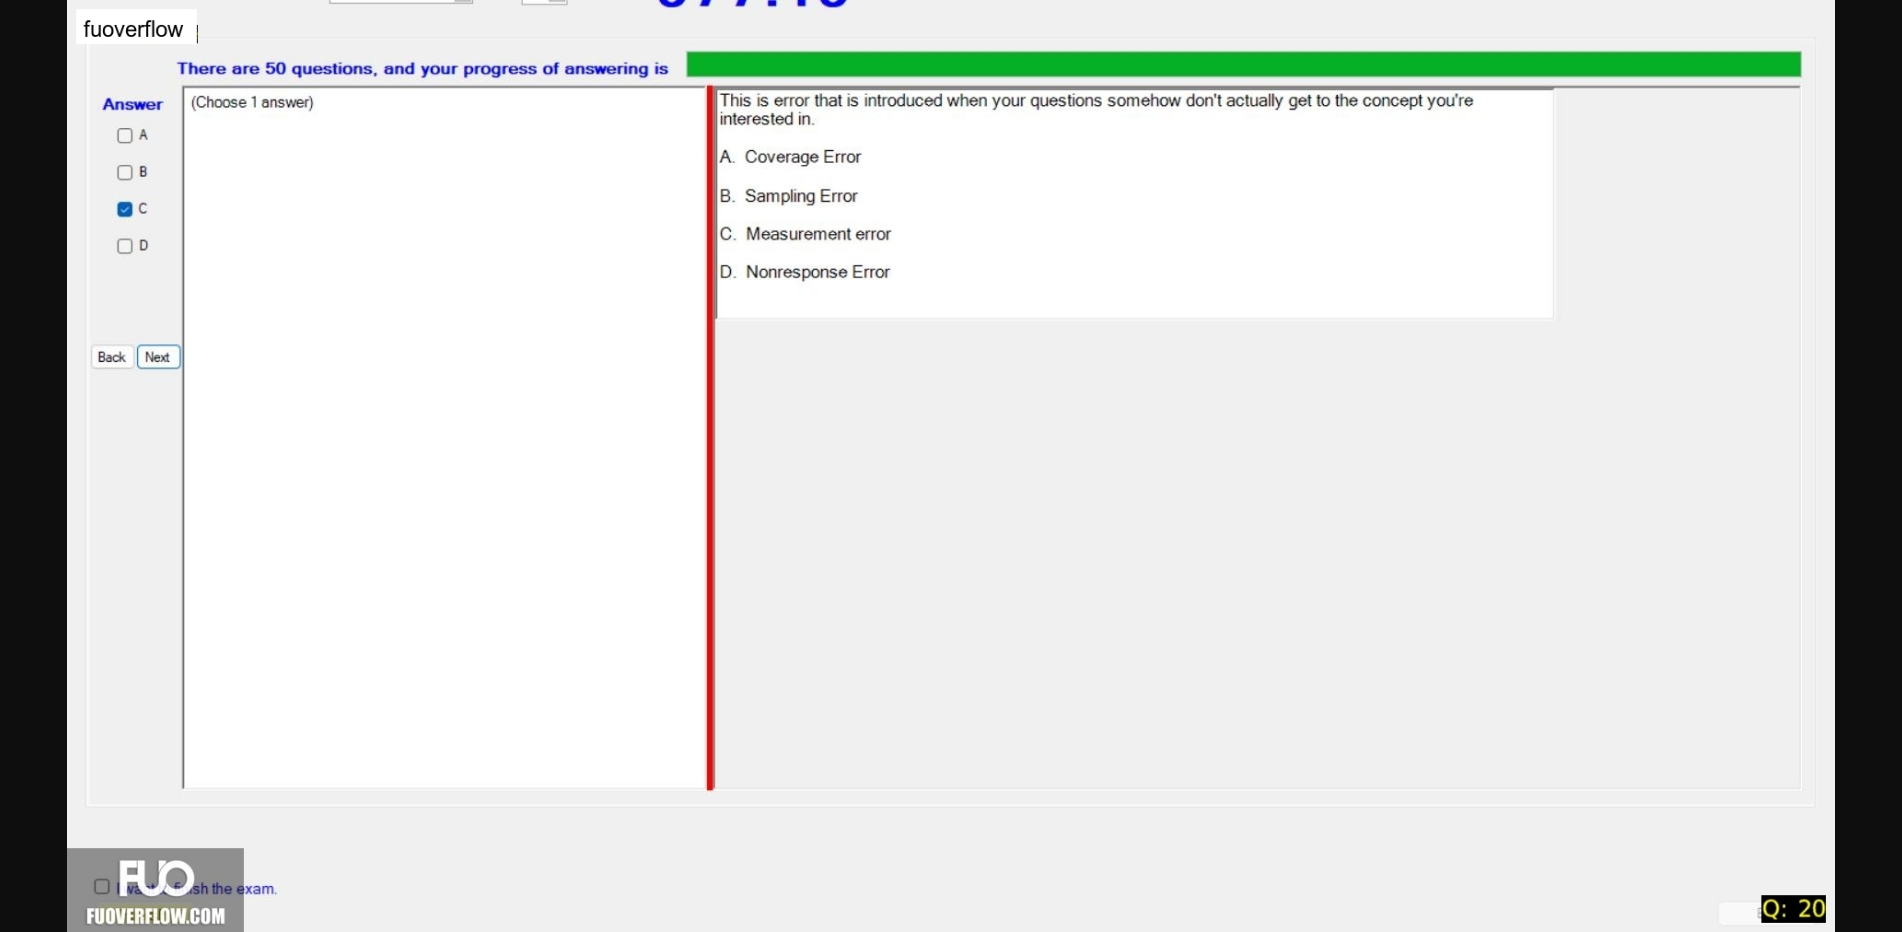 fuoverflow
There are 50 questions, and your progress of answering is
Answer
(Choose 1 answer)
A
B
C
D
Back
Next
This is error that is introduced when your questions somehow don't actually get to the concept you're
interested in.
A. Coverage Error
B. Sampling Error
C. Measurement error
D. Nonresponse Error
FUO
finish the exam.
FUOVERFLOW.COM
Q: 20